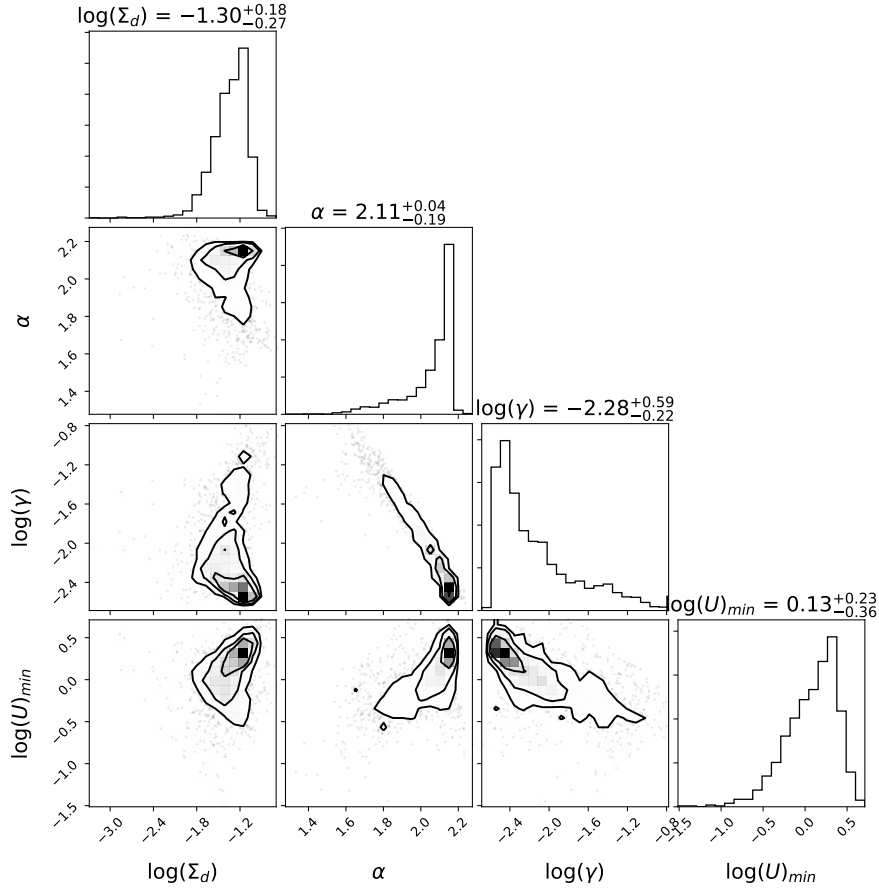 log(Σ_d) = −1.30^{+0.18}_{−0.27}
α = 2.11^{+0.04}_{−0.19}
2.2
2.0
1.8
1.6
1.4
α
log(γ) = −2.28^{+0.59}_{−0.22}
−0.8
−1.2
−1.6
−2.0
−2.4
log(γ)
log(U)_{min} = 0.13^{+0.23}_{−0.36}
0.5
0.0
−0.5
−1.0
−1.5
log(U)_{min}
−3.0 −2.4 −1.8 −1.2 1.4 1.6 1.8 2.0 2.2 −2.4 −2.0 −1.6 −1.2 −0.8 −1.5 −1.0 −0.5 0.0 0.5
log(Σ_d) α log(γ) log(U)_{min}